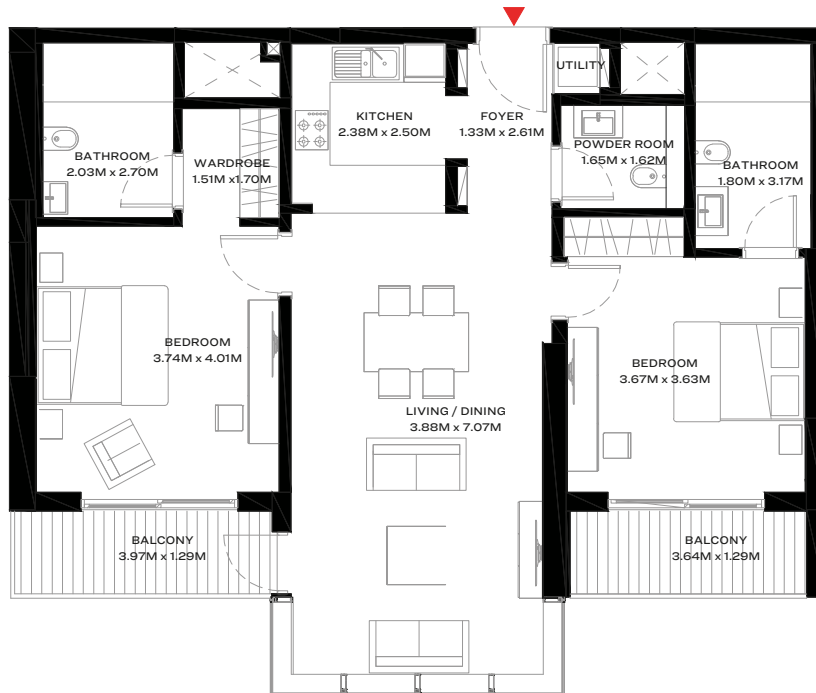 UTILITY
KITCHEN
2.38M x 2.50M
FOYER
1.33M x 2.61M
POWDER ROOM
1.65M x 1.62M
BATHROOM
2.03M x 2.70M
WARDROBE
1.51M x1.70M
BATHROOM
1.80M x 3.17M
BEDROOM
3.74M x 4.01M
BEDROOM
3.67M x 3.63M
LIVING / DINING
3.88M x 7.07M
BALCONY
3.97M x 1.29M
BALCONY
3.64M x 1.29M